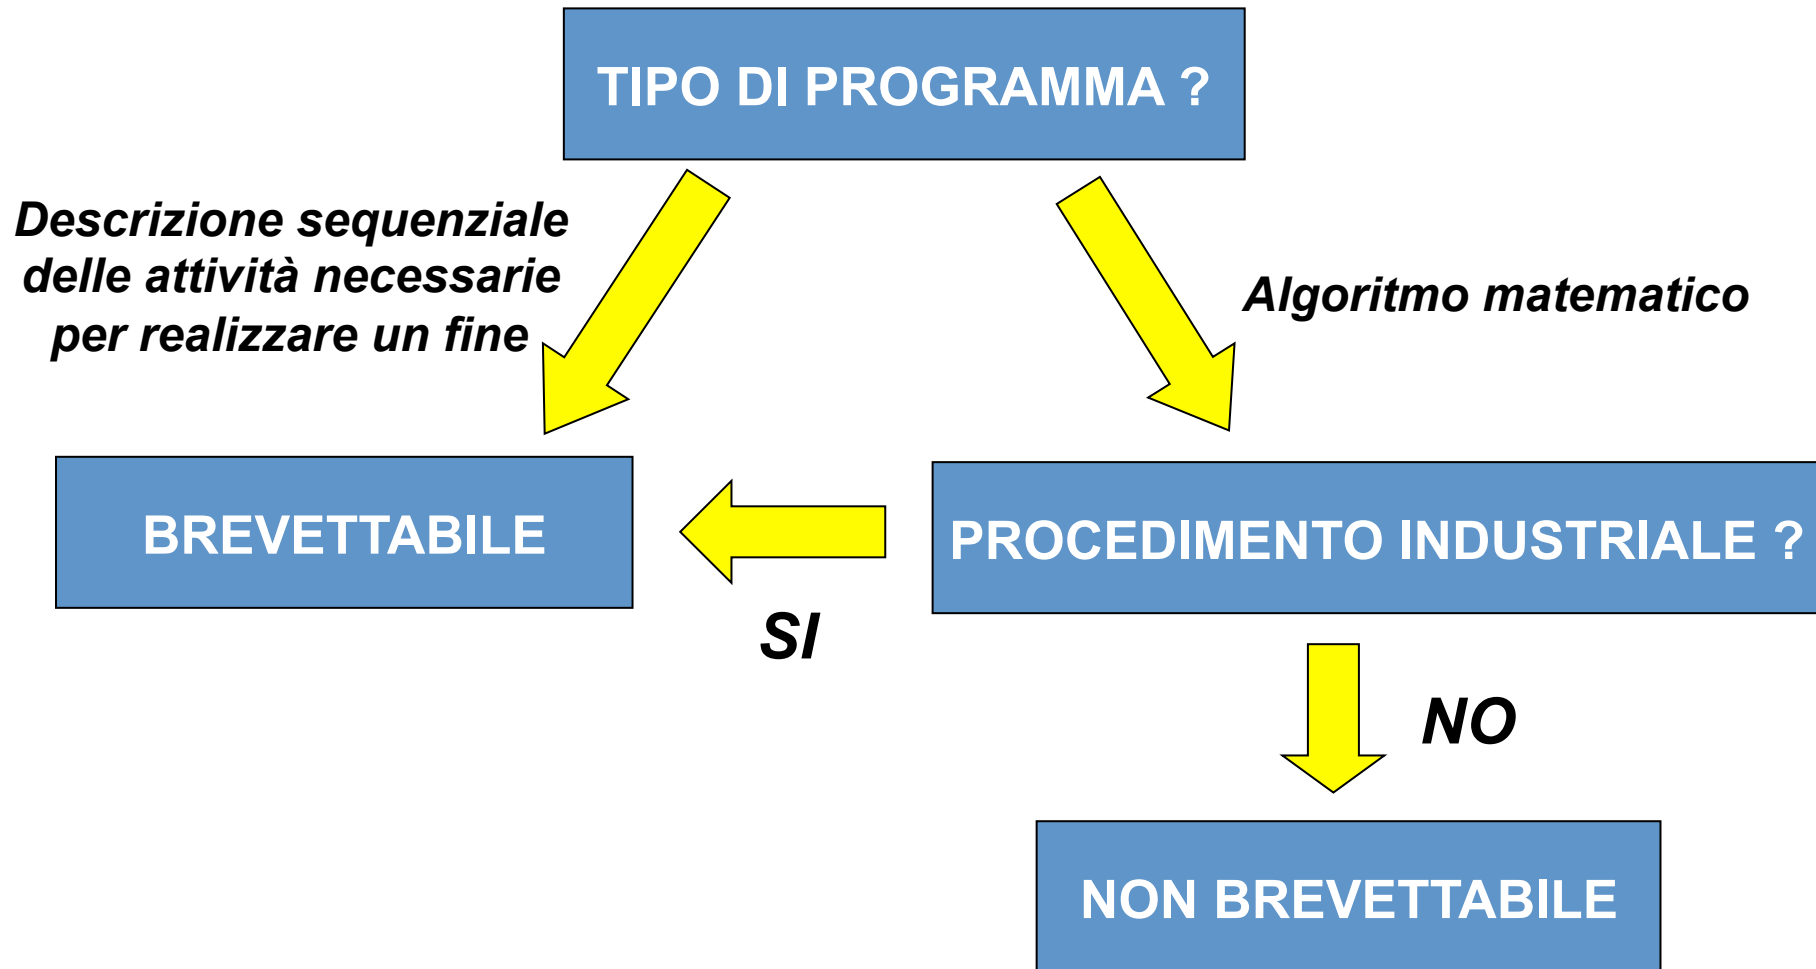 TIPO DI PROGRAMMA ?
Descrizione sequenziale
delle attività necessarie
per realizzare un fine
Algoritmo matematico
BREVETTABILE
PROCEDIMENTO INDUSTRIALE ?
SI
NO
NON BREVETTABILE